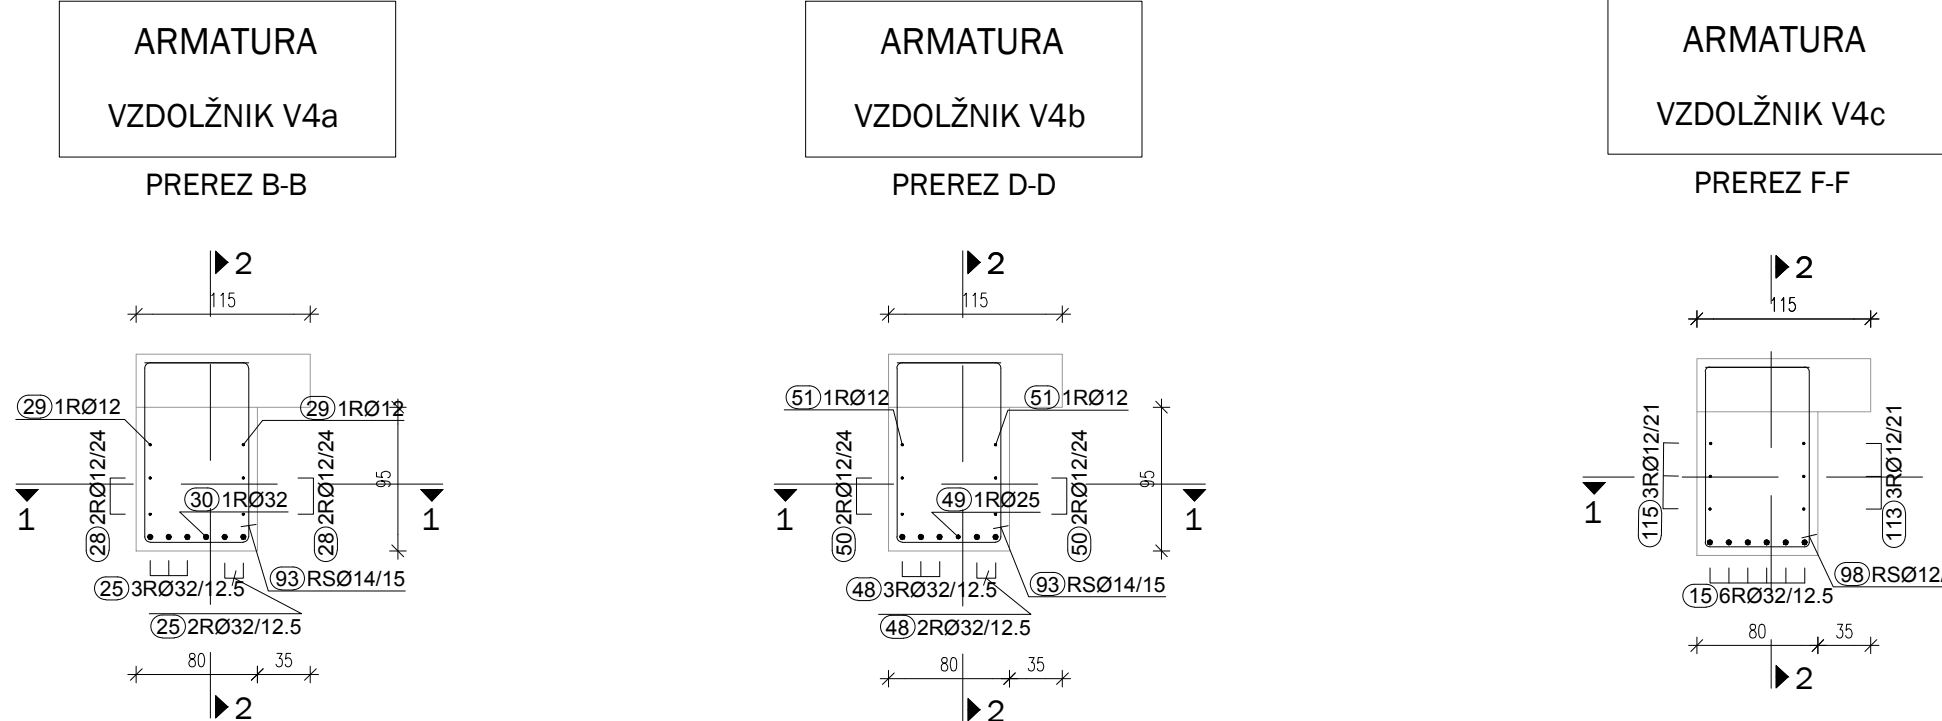 ARMATURA
VZDOLŽNIK V4a
PREREZ B-B
2
115
29 1RØ12
29 1RØ12
28 2RØ12/24
28 2RØ12/24
95
30 1RØ32
1
1
25 3RØ32/12.5
93 RSØ14/15
25 2RØ32/12.5
80
35
2
ARMATURA
VZDOLŽNIK V4b
PREREZ D-D
2
115
51 1RØ12
51 1RØ12
50 2RØ12/24
50 2RØ12/24
95
49 1RØ25
1
1
48 3RØ32/12.5
93 RSØ14/15
48 2RØ32/12.5
80
35
2
ARMATURA
VZDOLŽNIK V4c
PREREZ F-F
2
115
115 3RØ12/21
113 3RØ12/21
1
98 RSØ12/
15 6RØ32/12.5
80
35
2